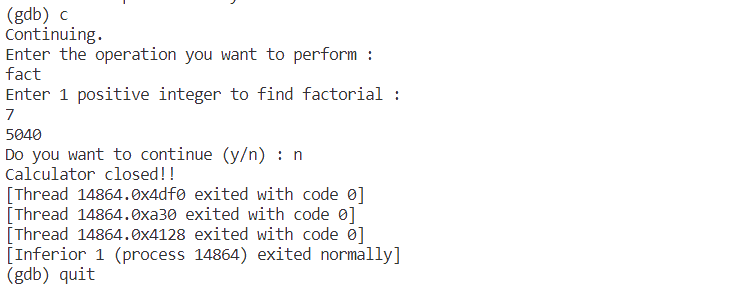 (gdb) c
Continuing.
Enter the operation you want to perform :
fact
Enter 1 positive integer to find factorial :
7
5040
Do you want to continue (y/n) : n
Calculator closed!!
[Thread 14864.0x4df0 exited with code 0]
[Thread 14864.0xa30 exited with code 0]
[Thread 14864.0x4128 exited with code 0]
[Inferior 1 (process 14864) exited normally]
(gdb) quit